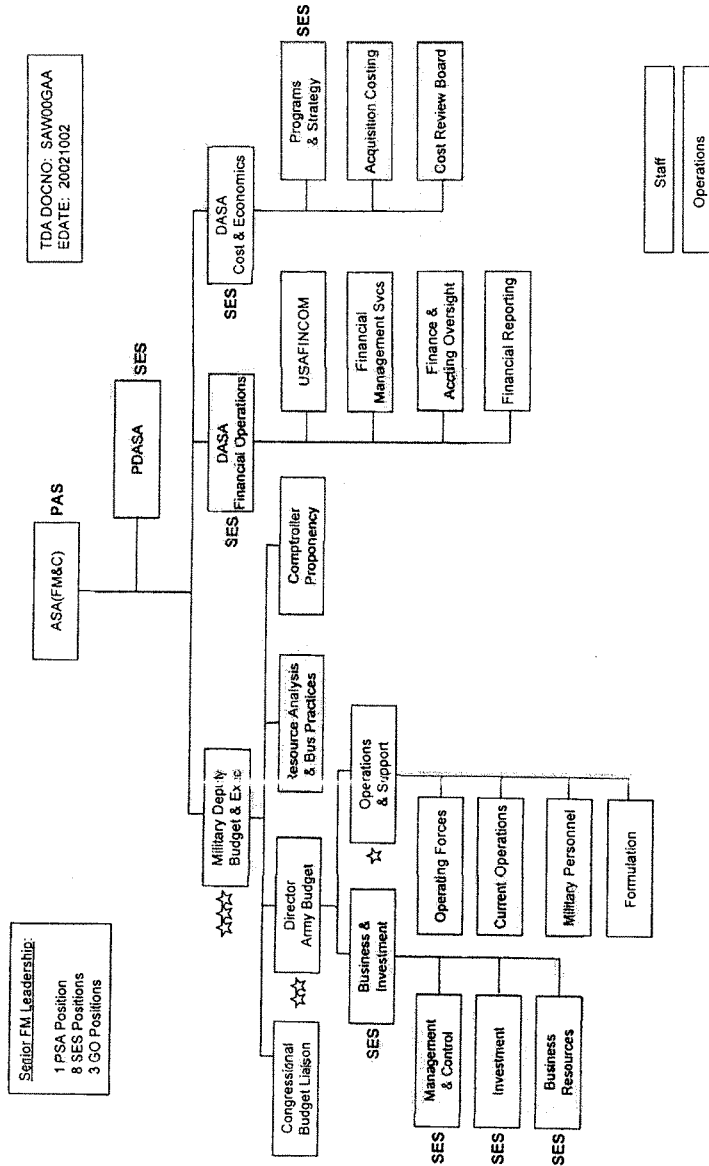 Senior FM Leadership:
1 PSA Position
8 SES Positions
3 GO Positions
ASA(FM&C)
PAS
TDA DOCNO: SAW00GAA
EDATE: 20021002
PDASA
SES
Military Deputy
Budget & Exec
SES
DASA
Financial Operations
SES
DASA
Cost & Economics
Congressional
Budget Liaison
Director
Army Budget
Resource Analysis
& Bus Practices
Comptroller
Proponency
USAFINCOM
Programs
& Strategy
SES
Financial
Management Svcs
Acquisition Costing
Finance &
Accting Oversight
Cost Review Board
Financial Reporting
SES
Business &
Investment
Operations
& Support
SES
Management
& Control
SES
Investment
SES
Business
Resources
Operating Forces
Current Operations
Military Personnel
Formulation
Staff
Operations